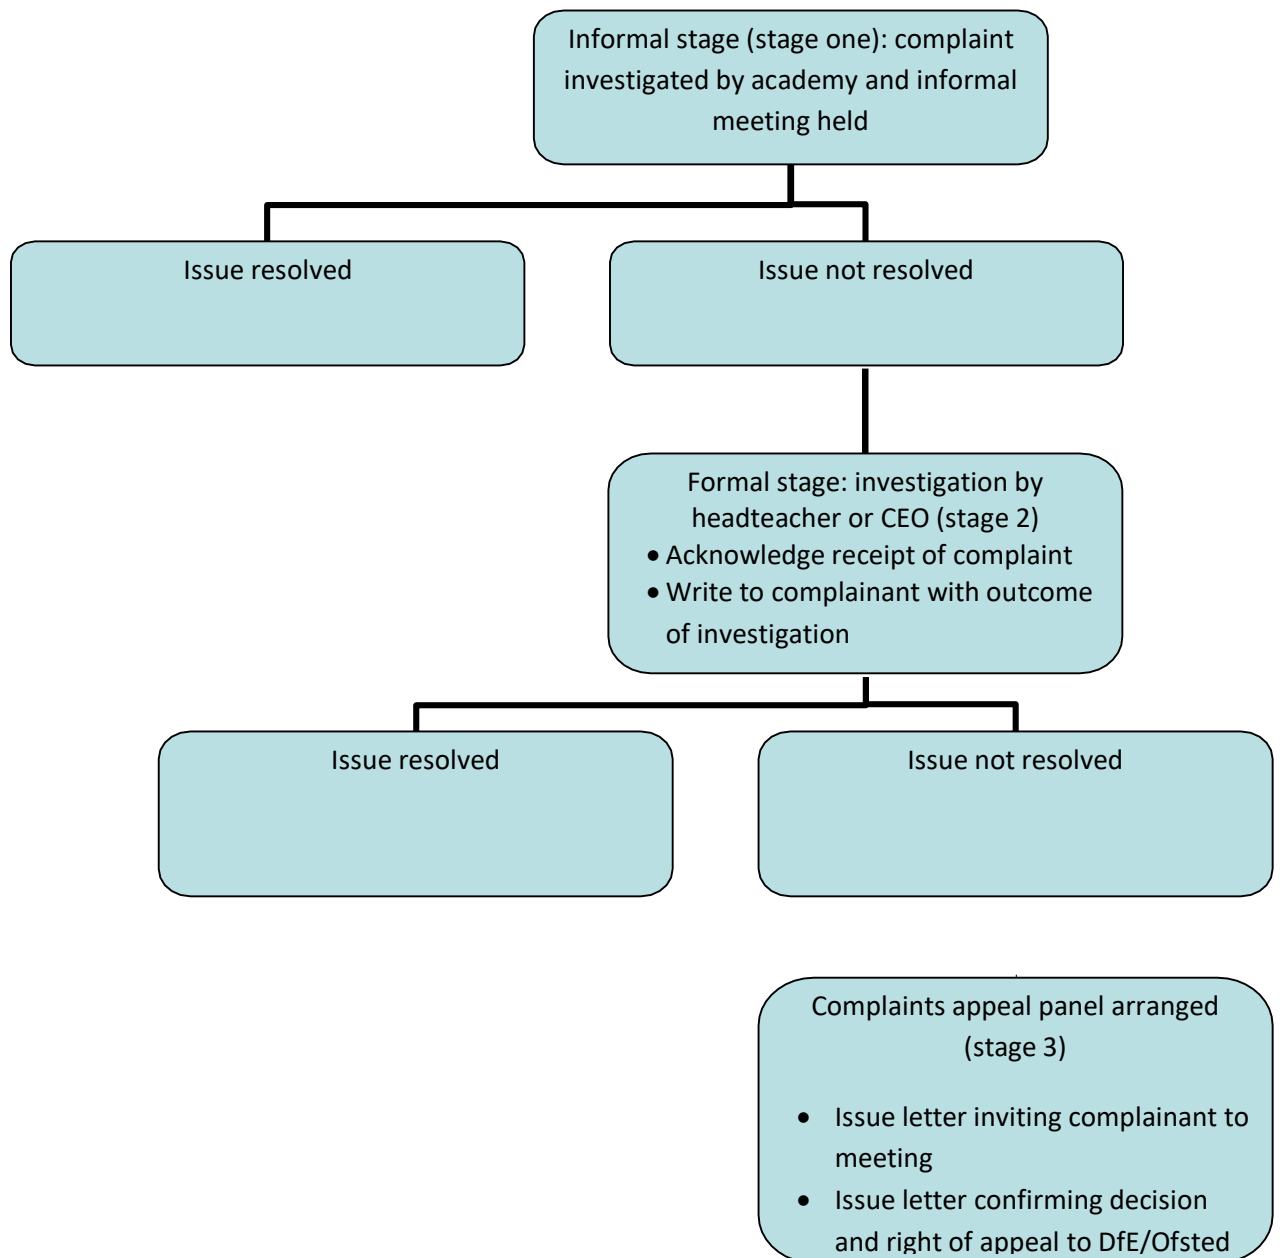 Informal stage (stage one): complaint
investigated by academy and informal
meeting held
Issue resolved
Issue not resolved
Formal stage: investigation by
headteacher or CEO (stage 2)
• Acknowledge receipt of complaint
• Write to complainant with outcome
of investigation
Issue resolved
Issue not resolved
Complaints appeal panel arranged
(stage 3)
• Issue letter inviting complainant to
meeting
• Issue letter confirming decision
and right of appeal to DfE/Ofsted